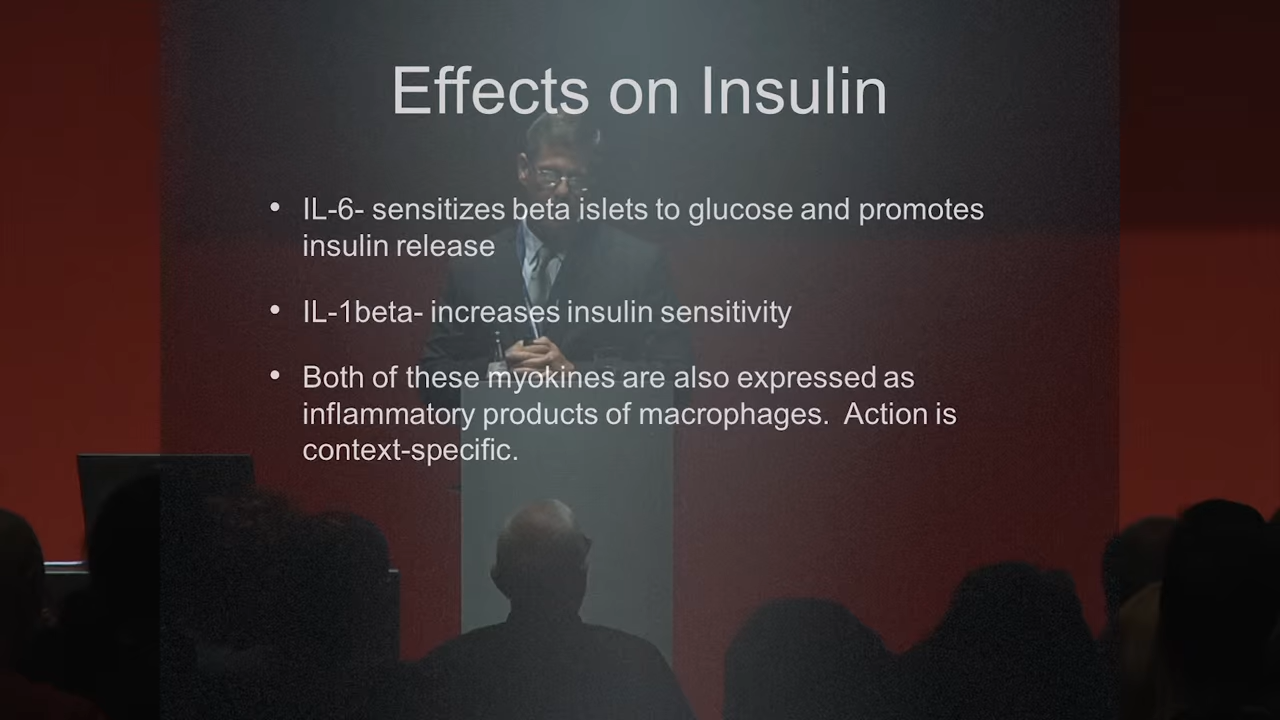 Effects on Insulin
• IL-6- sensitizes beta islets to glucose and promotes
insulin release
• IL-1beta- increases insulin sensitivity
• Both of these myokines are also expressed as
inflammatory products of macrophages.  Action is
context-specific.